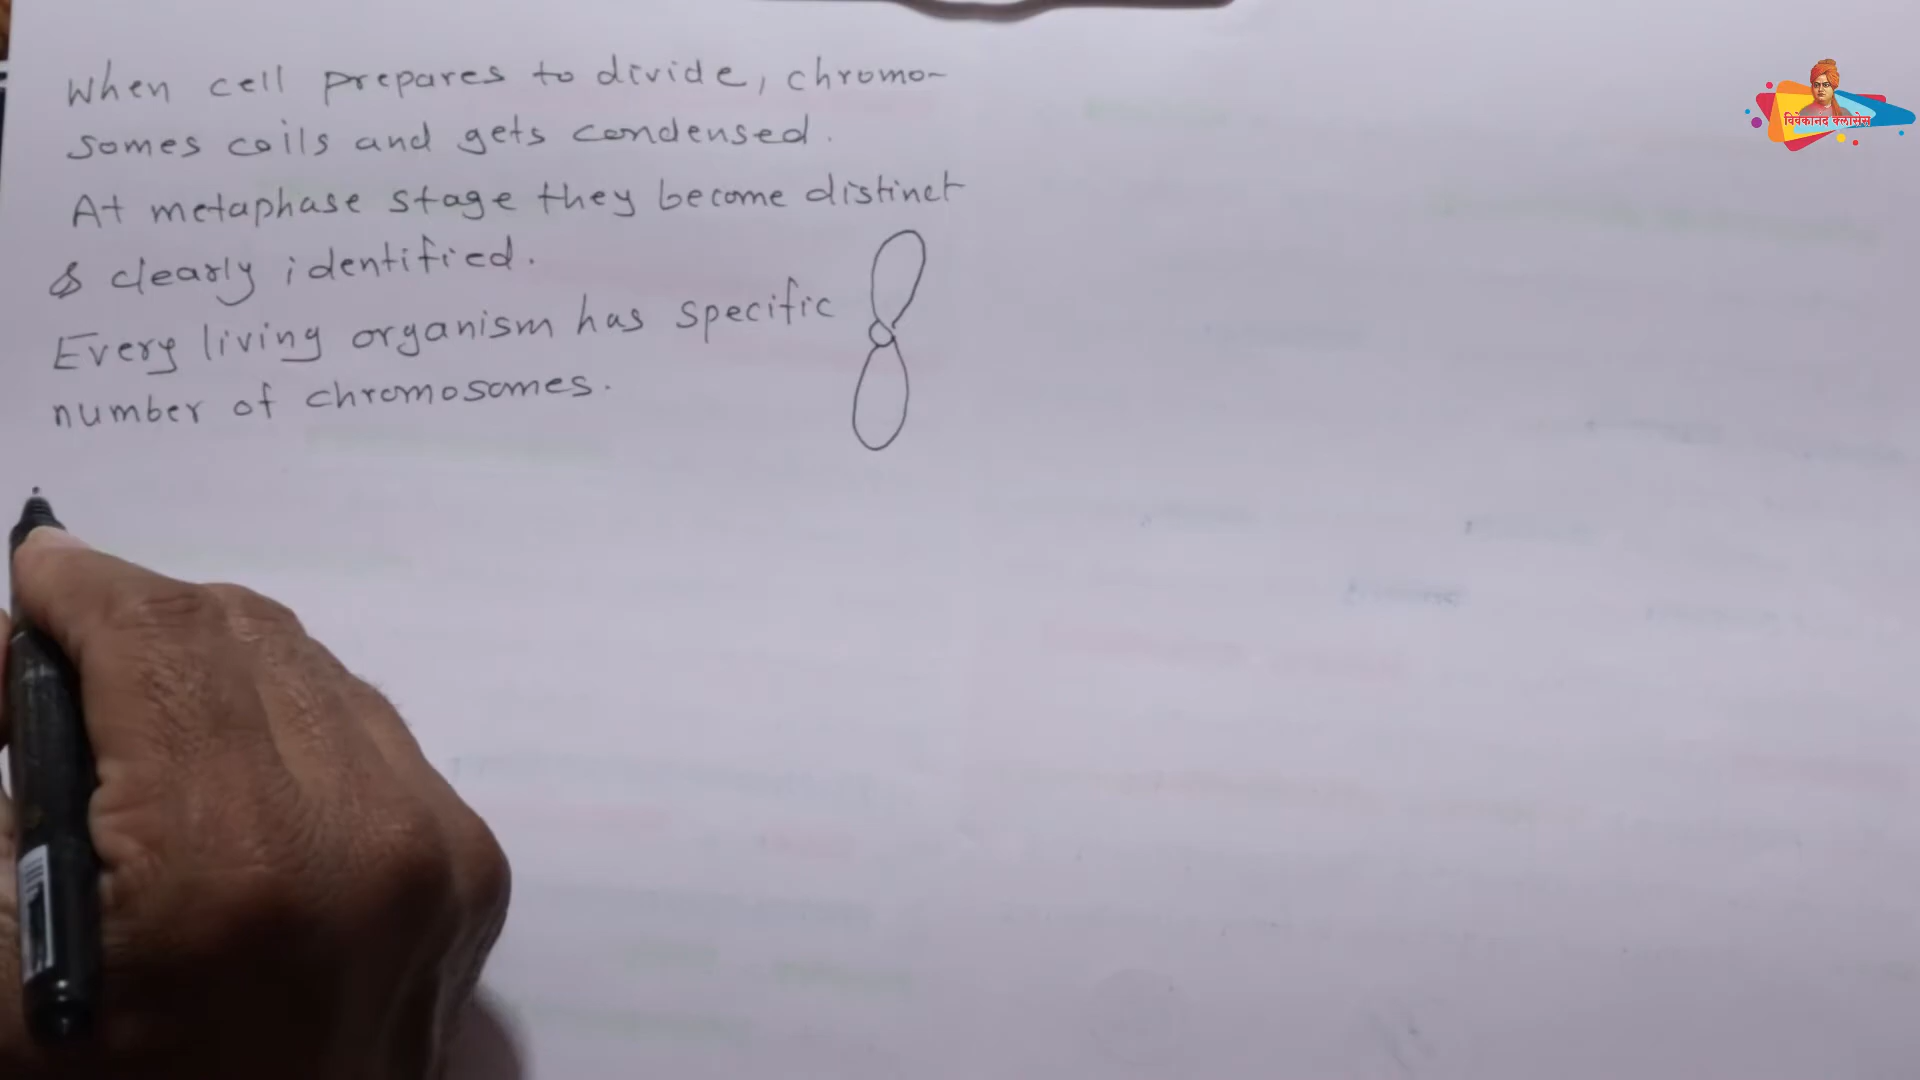 When cell prepares to divide, chromo-
somes coils and gets condensed.
At metaphase stage they become distinct
& clearly identified.
Every living organism has specific
number of chromosomes.
विवेकानंद क्लासेस